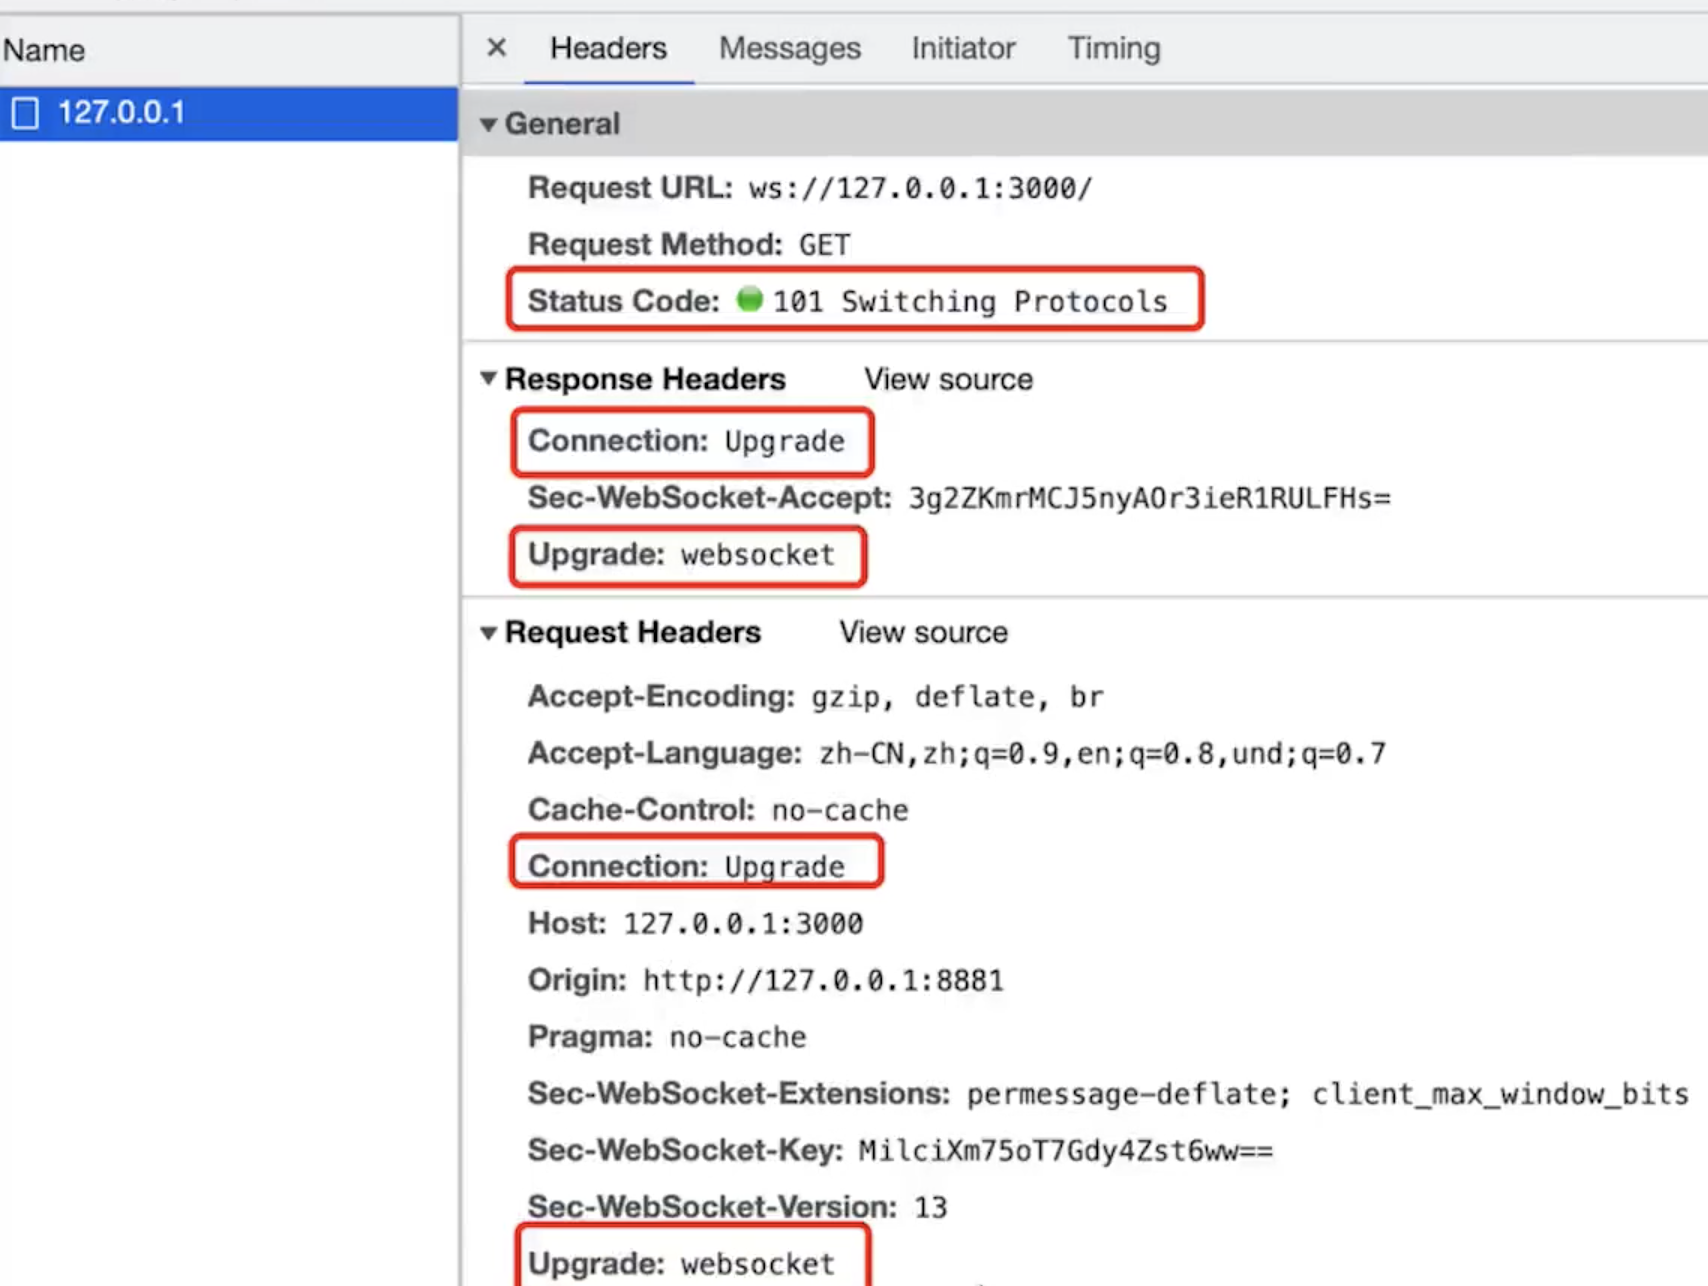 Name
127.0.0.1
× Headers Messages Initiator Timing
▼ General
Request URL: ws://127.0.0.1:3000/
Request Method: GET
Status Code: 101 Switching Protocols
▼ Response Headers View source
Connection: Upgrade
Sec-WebSocket-Accept: 3g2ZKmrMCJ5nyAOr3ieR1RULFHs=
Upgrade: websocket
▼ Request Headers View source
Accept-Encoding: gzip, deflate, br
Accept-Language: zh-CN,zh;q=0.9,en;q=0.8,und;q=0.7
Cache-Control: no-cache
Connection: Upgrade
Host: 127.0.0.1:3000
Origin: http://127.0.0.1:8881
Pragma: no-cache
Sec-WebSocket-Extensions: permessage-deflate; client_max_window_bits
Sec-WebSocket-Key: MilciXm75oT7Gdy4Zst6ww==
Sec-WebSocket-Version: 13
Upgrade: websocket